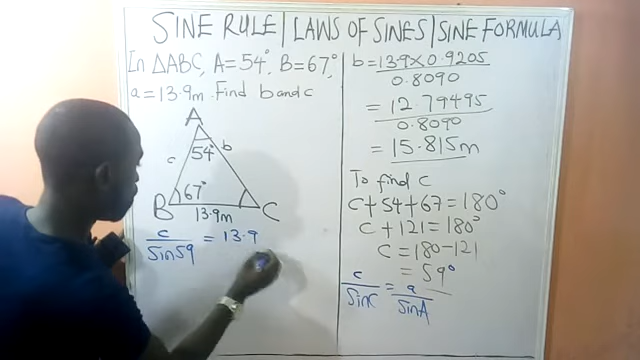 SINE RULE | LAWS OF SINES | SINE FORMULA
In △ABC, A=54°, B=67°,
a=13.9m. Find b and c
A
54°
c
b
67°
B
13.9m
C
c/Sin59 = 13.9
b=13.9×0.9205/0.8090
=12.79495/0.8090
=15.815m
To find c
C+54+67=180°
C+121=180°
C=180-121
=59°
c/SinC = a/SinA